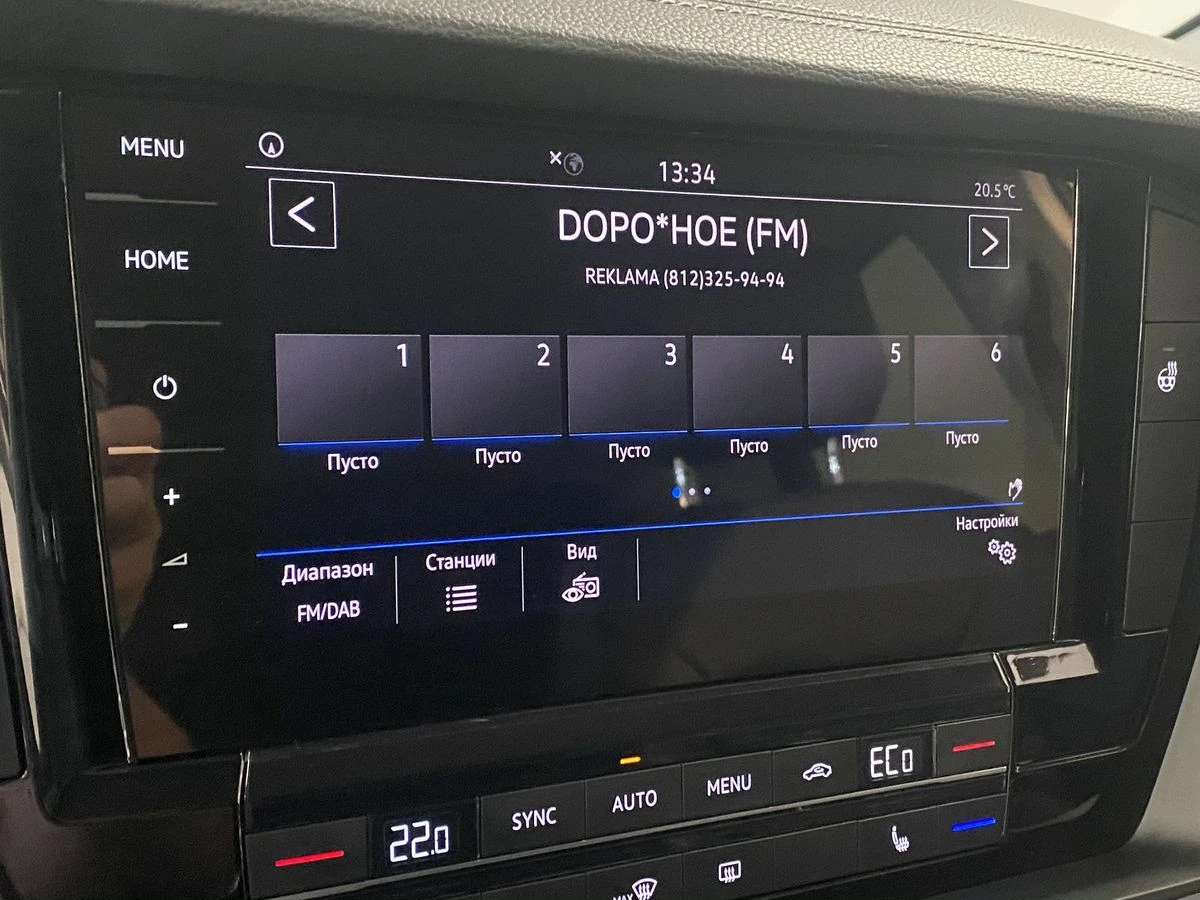 MENU
HOME
13:34
20.5°C
DOPO*HOE (FM)
REKLAMA (812)325-94-94
1 2 3 4 5 6
Пусто Пусто Пусто Пусто Пусто Пусто
Настройки
Диапазон Станции Вид
FM/DAB
22.0 SYNC AUTO MENU ECO
MAX